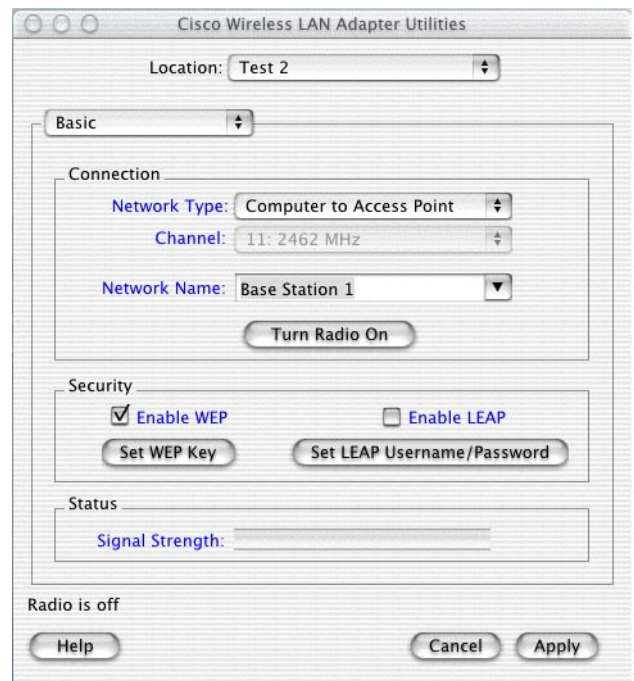 Cisco Wireless LAN Adapter Utilities
Location: Test 2
Basic
Connection
Network Type: Computer to Access Point
Channel: 11: 2462 MHz
Network Name: Base Station 1
Turn Radio On
Security
Enable WEP Enable LEAP
Set WEP Key Set LEAP Username/Password
Status
Signal Strength:
Radio is off
Help Cancel Apply